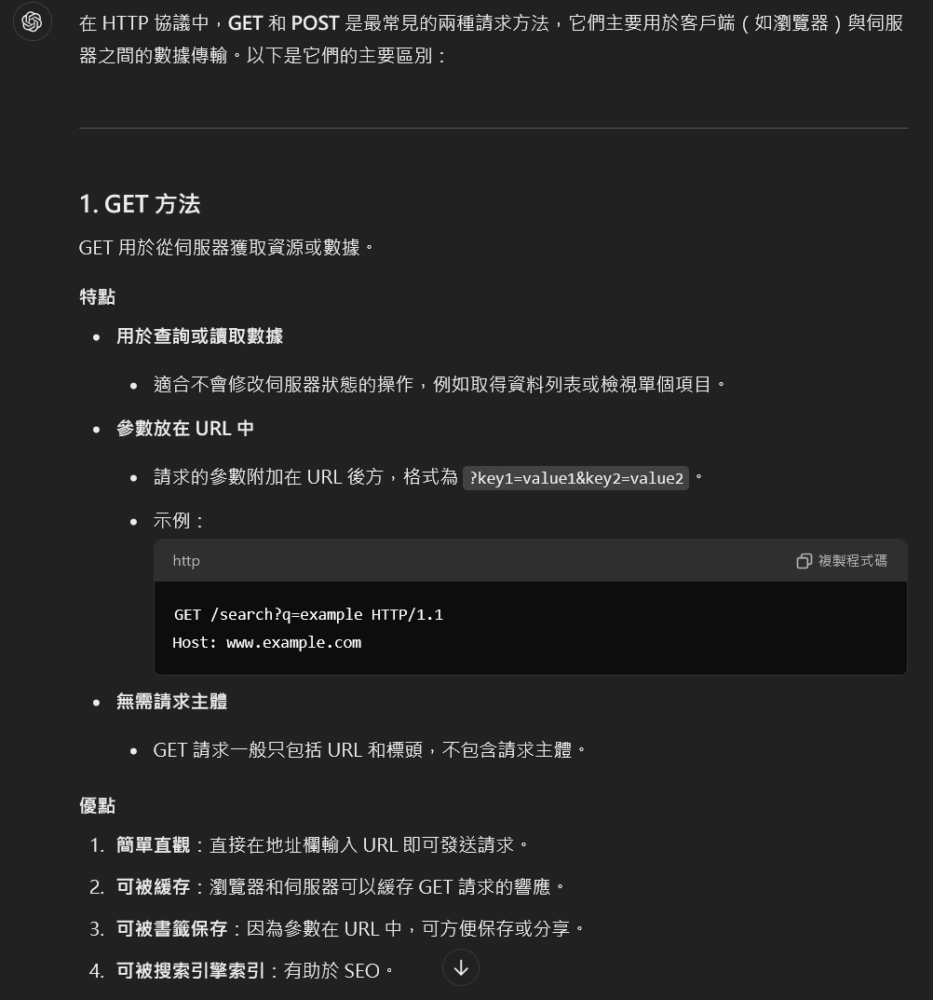 在 HTTP 協議中，GET 和 POST 是最常見的兩種請求方法，它們主要用於客戶端（如瀏覽器）與伺服
器之間的數據傳輸。以下是它們的主要區別：
1. GET 方法
GET 用於從伺服器獲取資源或數據。
特點
• 用於查詢或讀取數據
• 適合不會修改伺服器狀態的操作，例如取得資料列表或檢視單個項目。
• 參數放在 URL 中
• 請求的參數附加在 URL 後方，格式為 ?key1=value1&key2=value2 。
• 示例：
http 複製程式碼
GET /search?q=example HTTP/1.1
Host: www.example.com
• 無需請求主體
• GET 請求一般只包括 URL 和標頭，不包含請求主體。
優點
1. 簡單直觀：直接在地址欄輸入 URL 即可發送請求。
2. 可被緩存：瀏覽器和伺服器可以緩存 GET 請求的響應。
3. 可被書籤保存：因為參數在 URL 中，可方便保存或分享。
4. 可被搜索引擎索引：有助於 SEO。